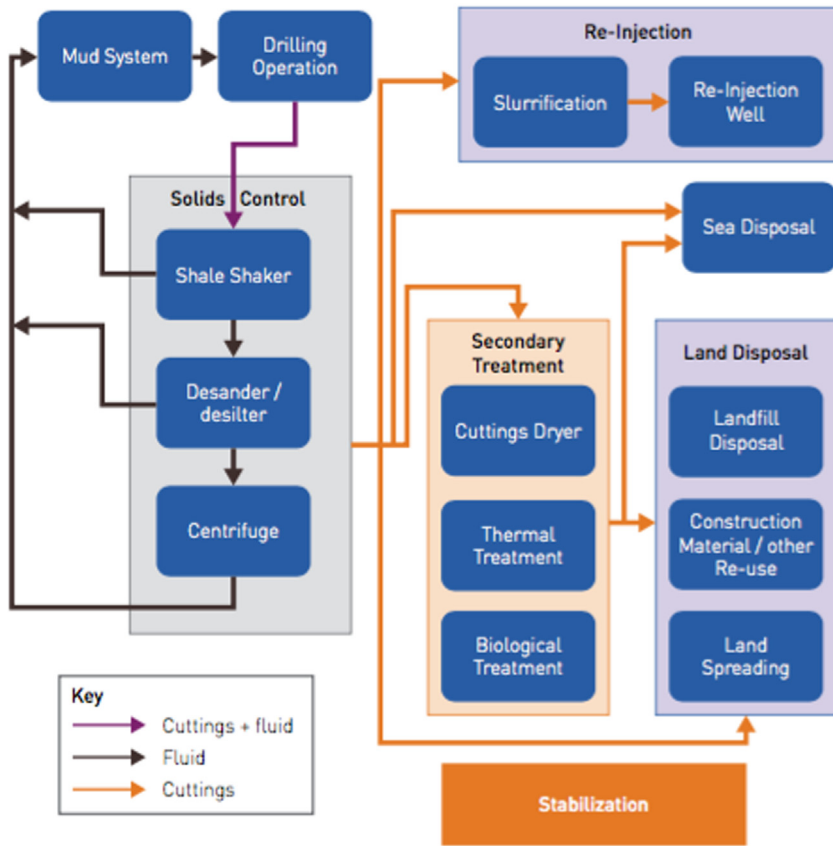 Mud System
Drilling
Operation
Re-Injection
Slurrification
Re-Injection
Well
Solids Control
Shale Shaker
Desander /
desilter
Centrifuge
Sea Disposal
Secondary
Treatment
Cuttings Dryer
Thermal
Treatment
Biological
Treatment
Land Disposal
Landfill
Disposal
Construction
Material / other
Re-use
Land
Spreading
Key
Cuttings + fluid
Fluid
Cuttings
Stabilization